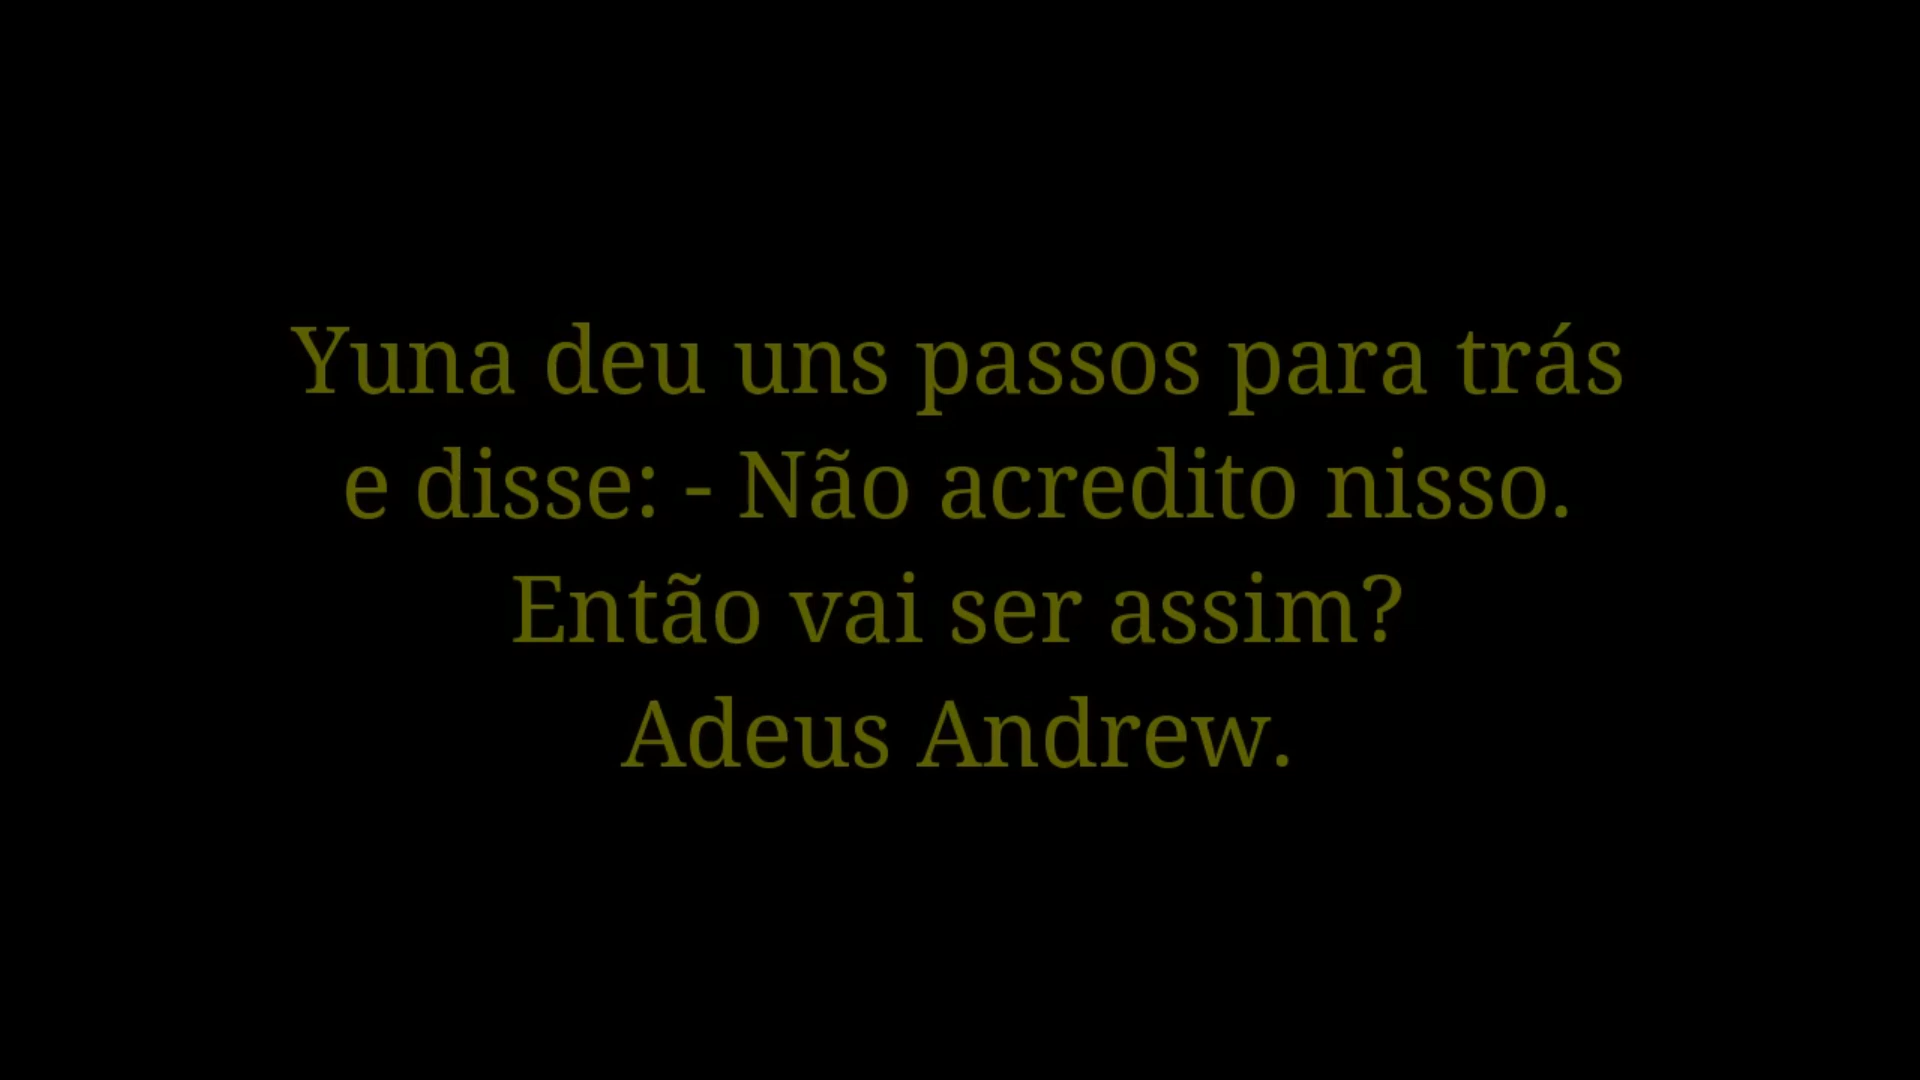 Yuna deu uns passos para trás
e disse: - Não acredito nisso.
Então vai ser assim?
Adeus Andrew.